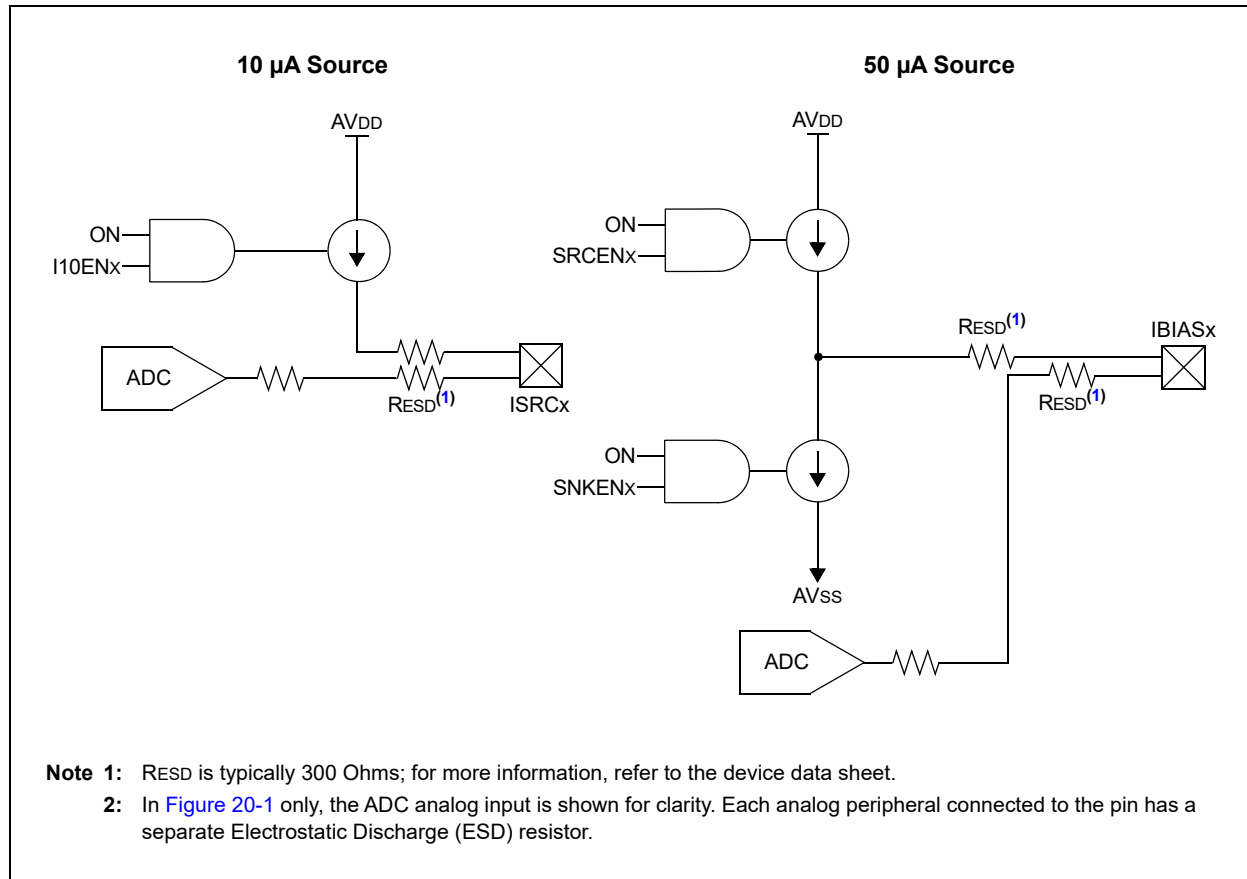 10 µA Source
AVDD
ON
I10ENx
ADC
RESD(1)
ISRCx
50 µA Source
AVDD
ON
SRCENx
RESD(1)
IBIASx
RESD(1)
ON
SNKENx
AVSS
ADC
Note 1: RESD is typically 300 Ohms; for more information, refer to the device data sheet.
2: In Figure 20-1 only, the ADC analog input is shown for clarity. Each analog peripheral connected to the pin has a
separate Electrostatic Discharge (ESD) resistor.